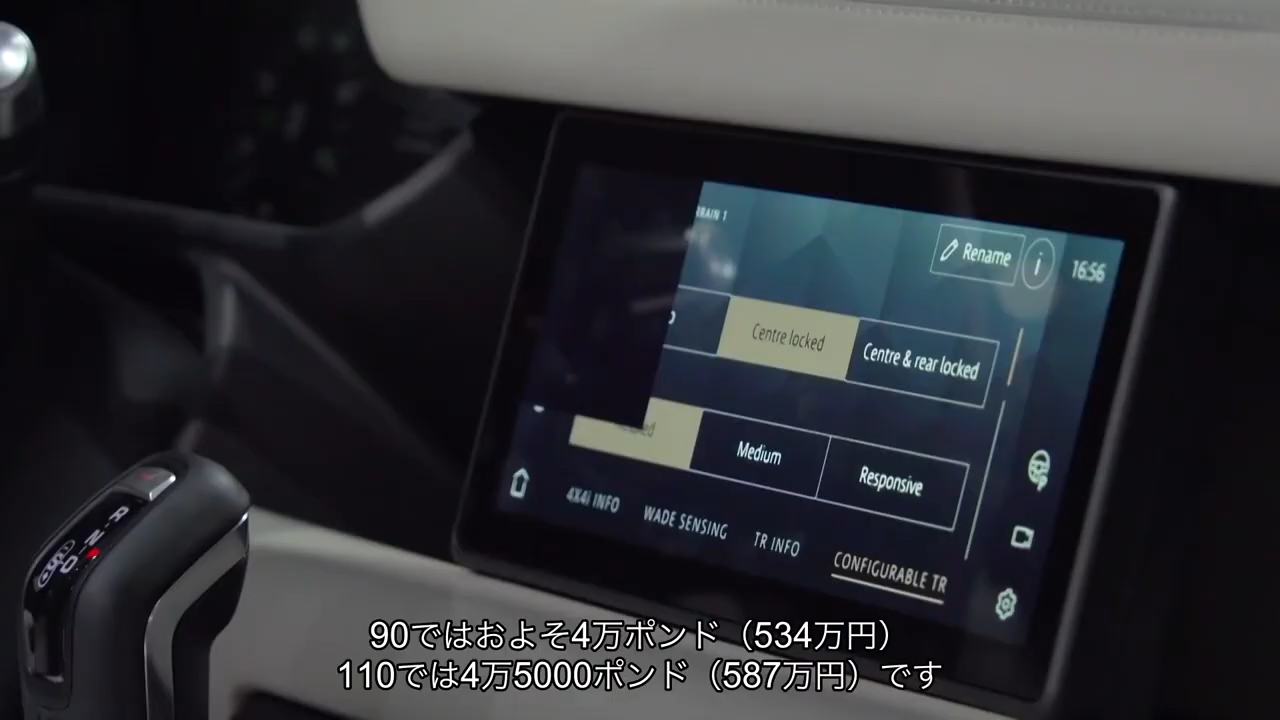 Rename
i
16:56
Centre locked
Centre & rear locked
Medium
Responsive
4X4i INFO
WADE SENSING
TR INFO
CONFIGURABLE TR
R
N
D
90ではおよそ4万ポンド（534万円）
110では4万5000ポンド（587万円）です